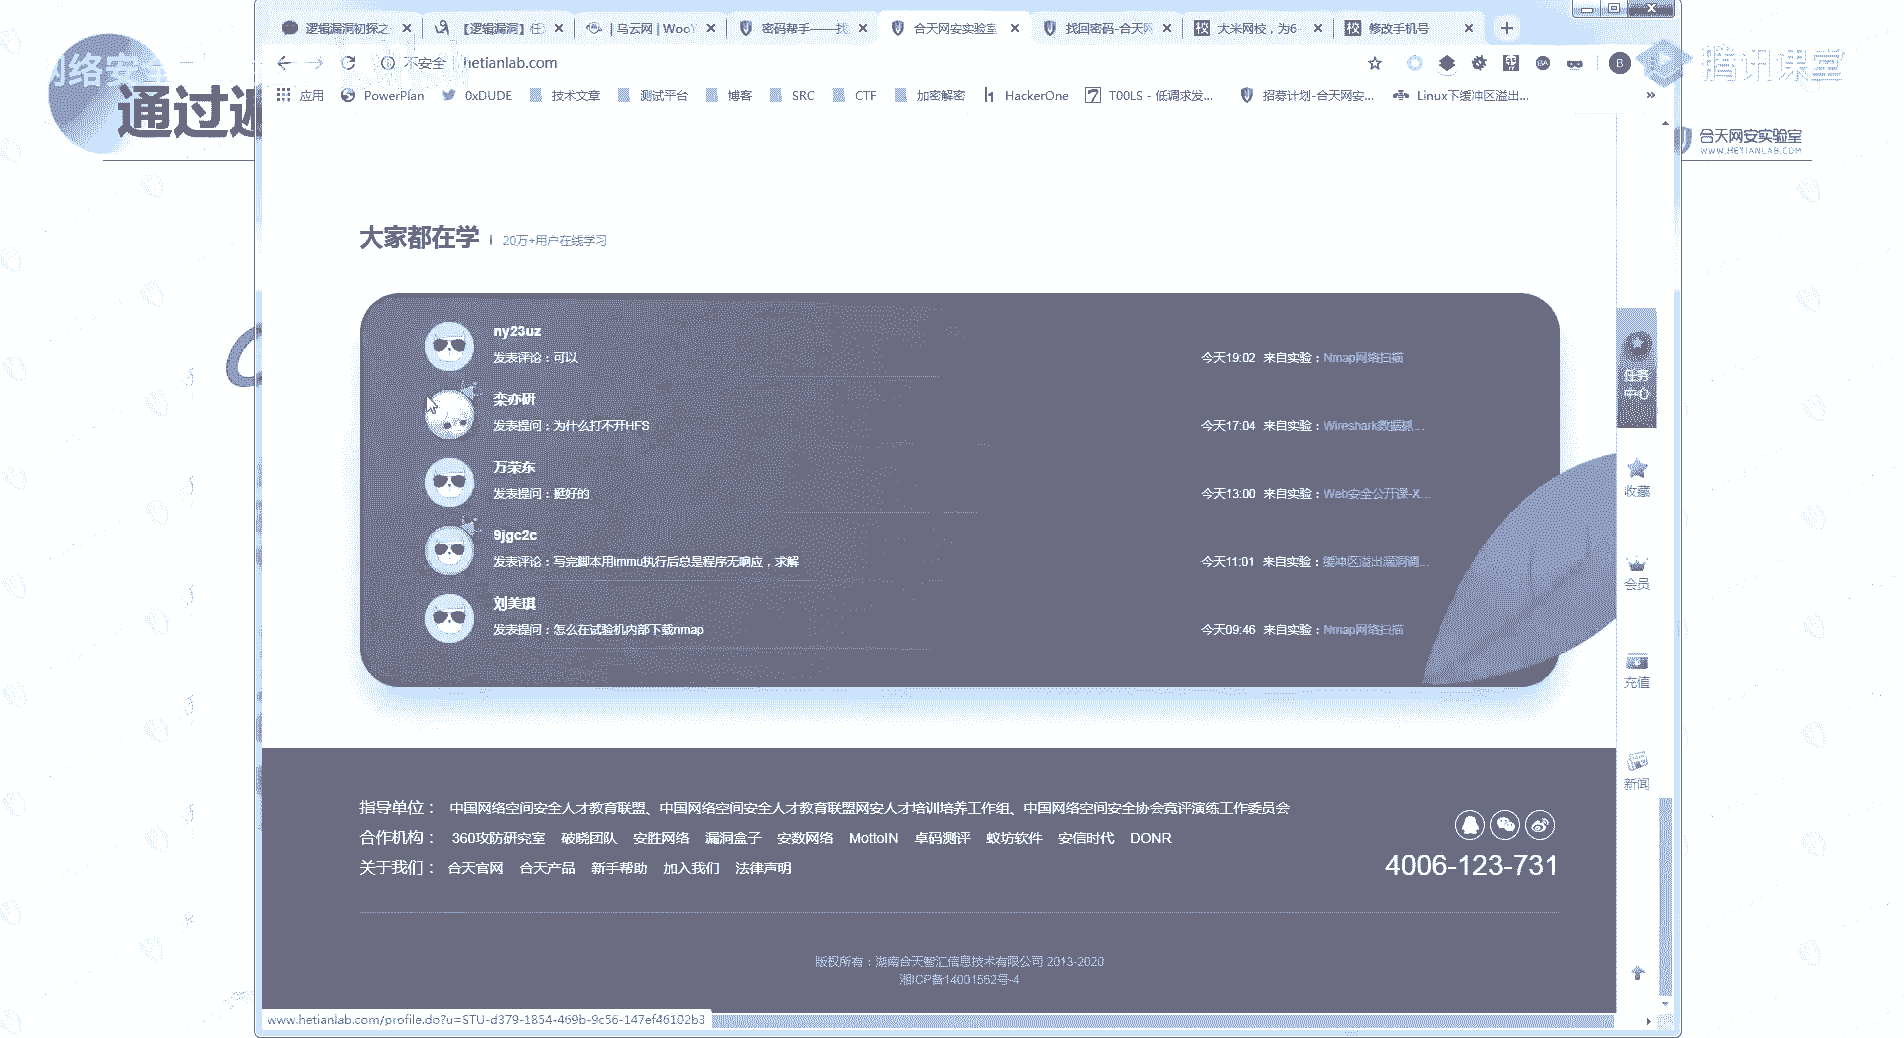 逻辑漏洞初探之
【逻辑漏洞】任
| 乌云网 | WooY
密码帮手——找
合天网安实验室
找回密码-合天网
大米网校，为6
修改手机号
不安全 hetianlab.com
B
腾讯课堂
网络安全
通过返
应用 PowerPlan 0xDUDE 技术文章 测试平台 博客 SRC CTF 加密解密 HackerOne T00LS - 低调求发... 招募计划-合天网安... Linux下缓冲区溢出... »
合天网安实验室
WWW.HETIANLAB.COM
大家都在学 | 20万+用户在线学习
ny23uz
发表评论：可以 今天19:02 来自实验：Nmap网络扫描
栾亦研
发表提问：为什么打不开HFS 今天17:04 来自实验：Wireshark数据抓...
万荣东
发表提问：挺好的 今天13:00 来自实验：Web安全公开课-X...
9jgc2c
发表评论：写完脚本用immu执行后总是程序无响应，求解 今天11:01 来自实验：缓冲区溢出漏洞调...
刘美琪
发表提问：怎么在试验机内部下载nmap 今天09:46 来自实验：Nmap网络扫描
任务
中心
收藏
会员
充值
新闻
指导单位： 中国网络空间安全人才教育联盟、中国网络空间安全人才教育联盟网安人才培训培养工作组、中国网络空间安全协会竞评演练工作委员会
合作机构： 360攻防研究室 破晓团队 安胜网络 漏洞盒子 安数网络 MottoIN 卓码测评 蚁坊软件 安信时代 DONR
关于我们： 合天官网 合天产品 新手帮助 加入我们 法律声明
4006-123-731
版权所有：湖南合天智汇信息技术有限公司 2013-2020
湘ICP备14001562号-4
www.hetianlab.com/profile.do?u=STU-d379-1854-469b-9c56-147ef46102b3